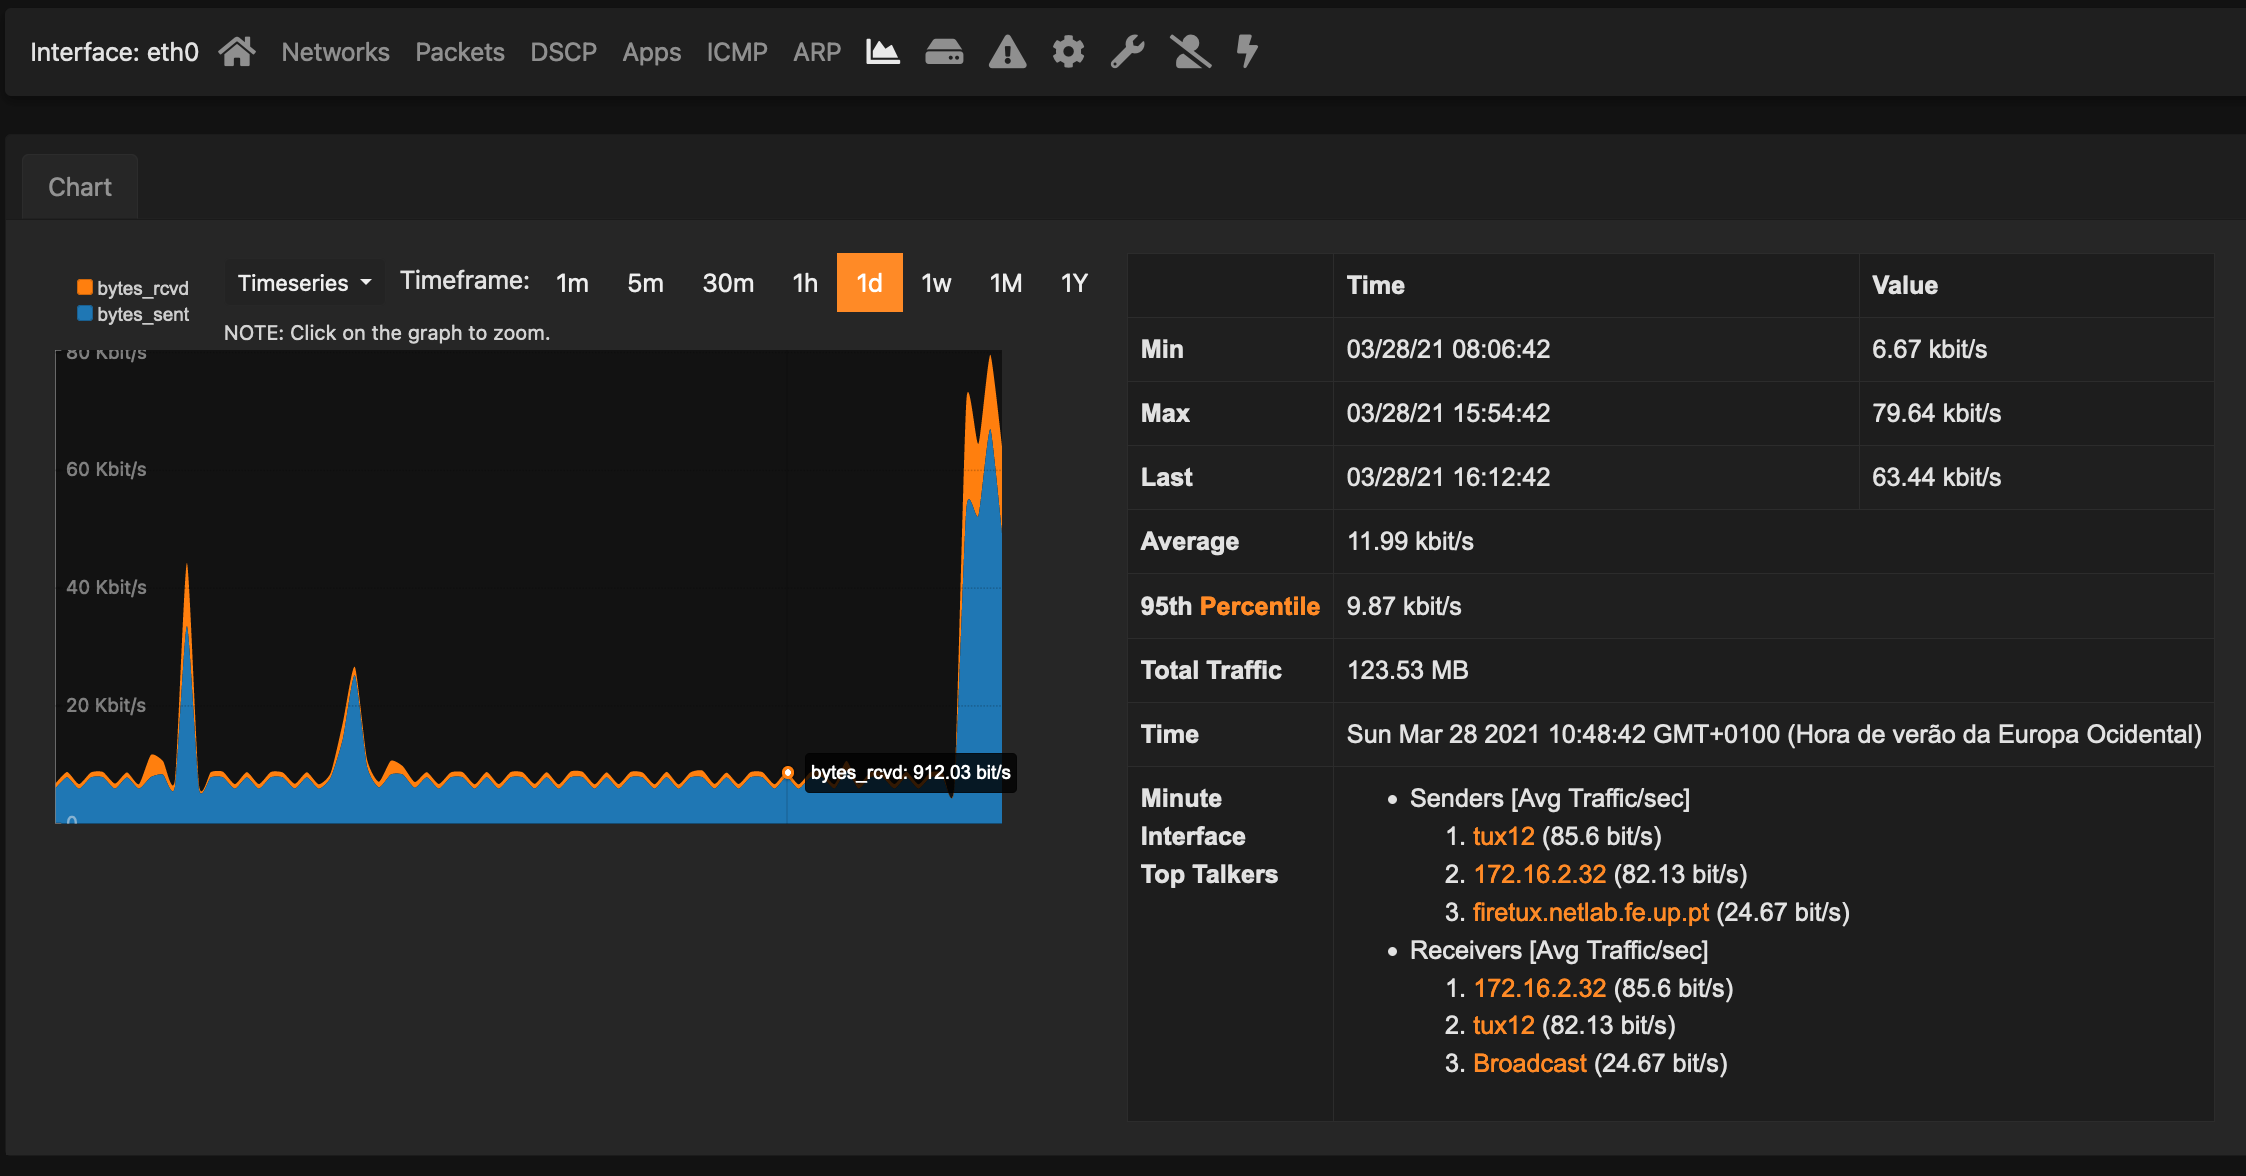 Interface: eth0 Networks Packets DSCP Apps ICMP ARP
Chart
bytes_rcvd
bytes_sent
Timeseries Timeframe: 1m 5m 30m 1h 1d 1w 1M 1Y
NOTE: Click on the graph to zoom.
80 Kbit/s
60 Kbit/s
40 Kbit/s
20 Kbit/s
0
bytes_rcvd: 912.03 bit/s
Time Value
Min 03/28/21 08:06:42 6.67 kbit/s
Max 03/28/21 15:54:42 79.64 kbit/s
Last 03/28/21 16:12:42 63.44 kbit/s
Average 11.99 kbit/s
95th Percentile 9.87 kbit/s
Total Traffic 123.53 MB
Time Sun Mar 28 2021 10:48:42 GMT+0100 (Hora de verão da Europa Ocidental)
Minute
Interface
Top Talkers
• Senders [Avg Traffic/sec]
1. tux12 (85.6 bit/s)
2. 172.16.2.32 (82.13 bit/s)
3. firetux.netlab.fe.up.pt (24.67 bit/s)
• Receivers [Avg Traffic/sec]
1. 172.16.2.32 (85.6 bit/s)
2. tux12 (82.13 bit/s)
3. Broadcast (24.67 bit/s)